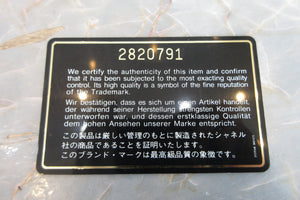 2820791
We certify the authenticity of this item and confirm
that it has been subjected to the most exacting quality
control. Its high quality is a symbol of the fine reputation
of the Trademark.
Wir bestätigen, dass es sich um einen Artikel handelt,
der während seiner Herstellung strengsten Kontrollen
unterworfen war, und dessen erstklassige Qualität
dem hohen Ansehen unserer Marke entspricht.
この製品は厳しい管理のもとに製造されたシャネル
社の商品であることを証明いたします。
このブランド・マークは最高級品質の象徴です。